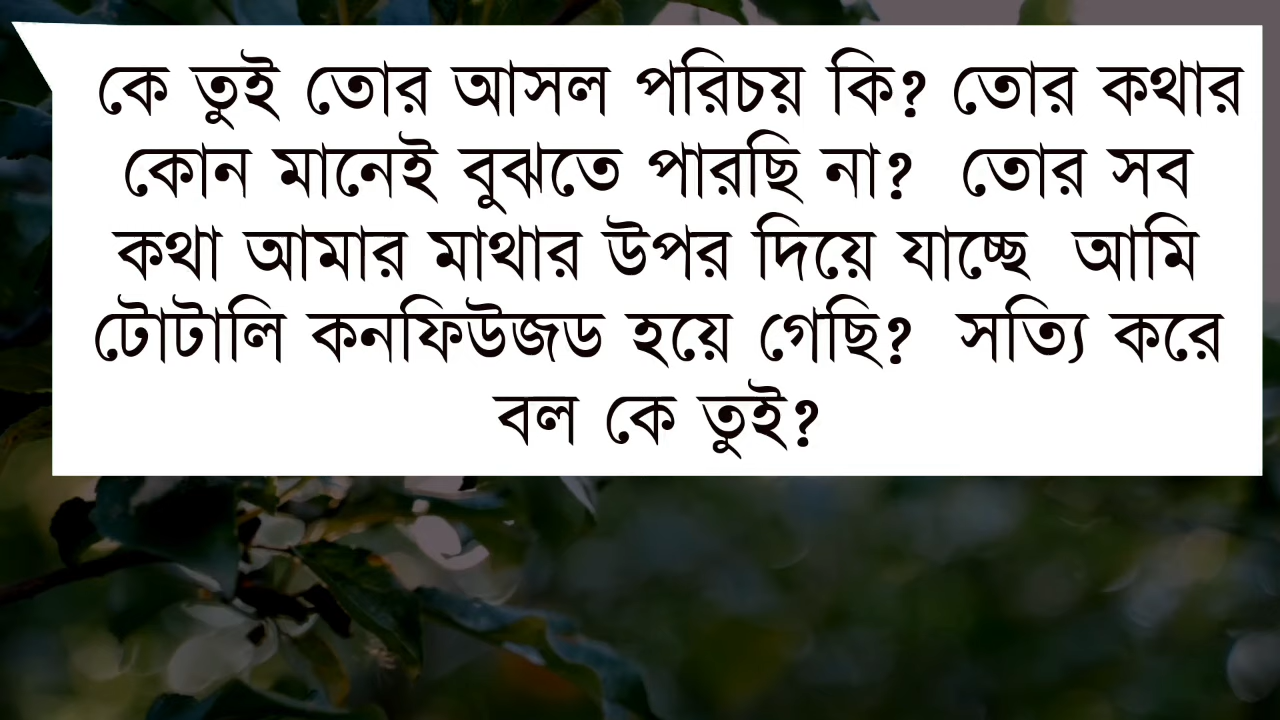 কে তুই তোর আসল পরিচয় কি? তোর কথার
কোন মানেই বুঝতে পারছি না? তোর সব
কথা আমার মাথার উপর দিয়ে যাচ্ছে আমি
টোটালি কনফিউজড হয়ে গেছি? সত্যি করে
বল কে তুই?